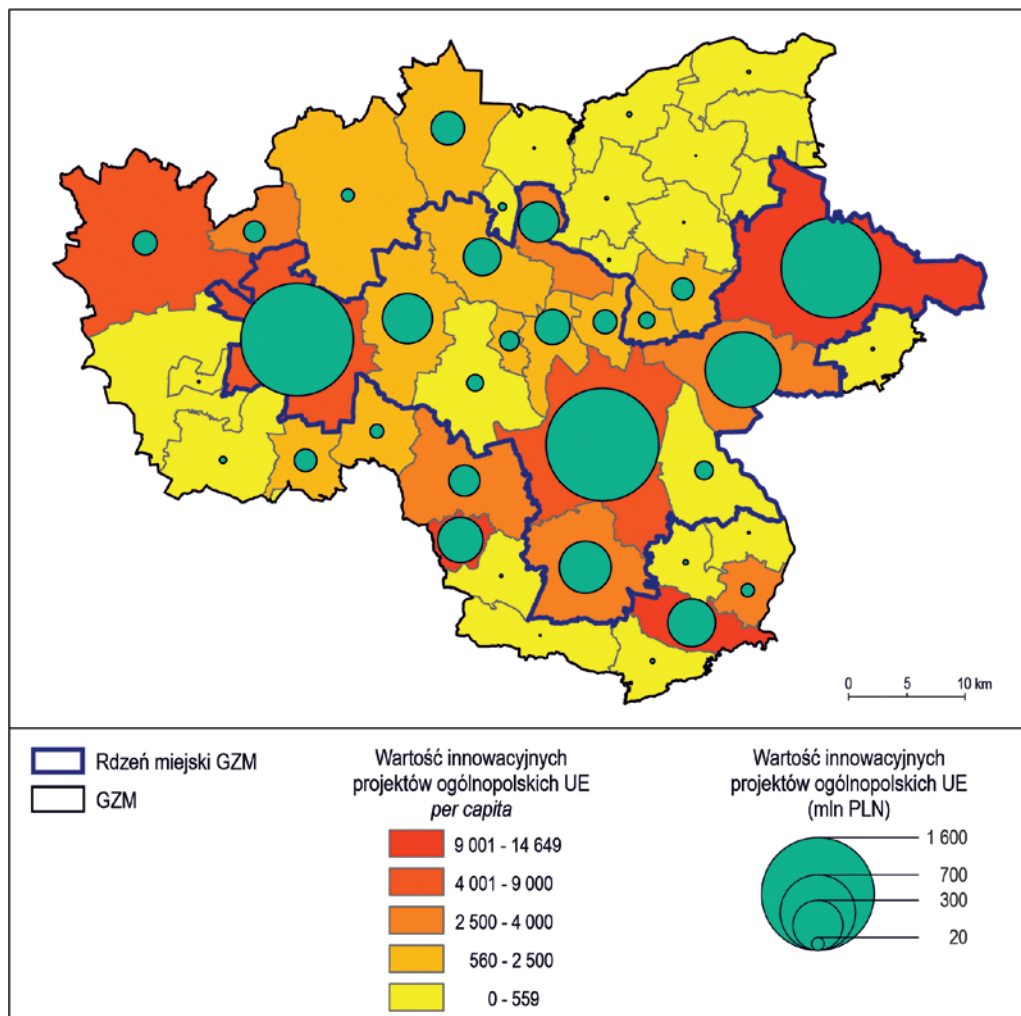 0 5 10 km
Rdzeń miejski GZM
GZM
Wartość innowacyjnych
projektów ogólnopolskich UE
per capita
9 001 - 14 649
4 001 - 9 000
2 500 - 4 000
560 - 2 500
0 - 559
Wartość innowacyjnych
projektów ogólnopolskich UE
(mln PLN)
1 600
700
300
20